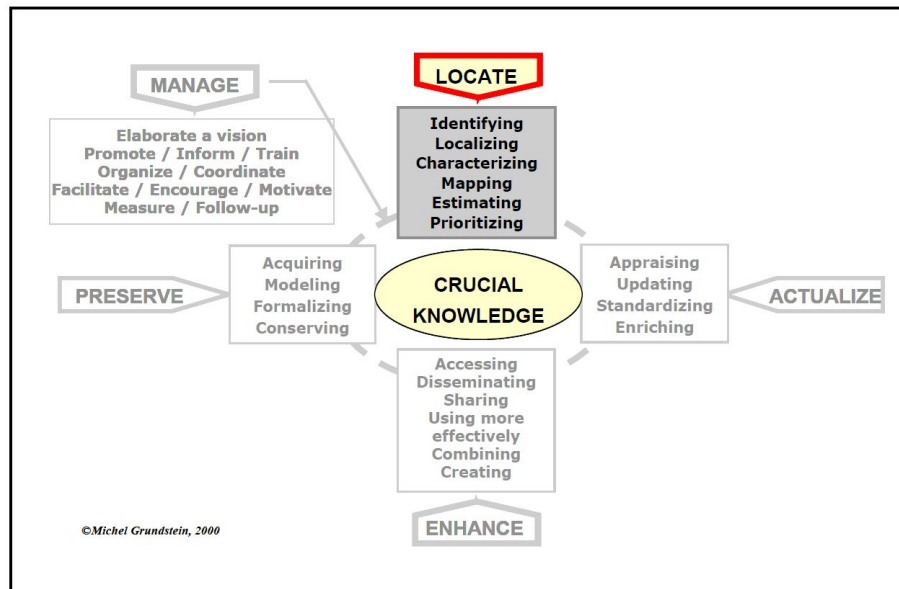 MANAGE
Elaborate a vision
Promote / Inform / Train
Organize / Coordinate
Facilitate / Encourage / Motivate
Measure / Follow-up
LOCATE
Identifying
Localizing
Characterizing
Mapping
Estimating
Prioritizing
PRESERVE
Acquiring
Modeling
Formalizing
Conserving
CRUCIAL
KNOWLEDGE
Appraising
Updating
Standardizing
Enriching
ACTUALIZE
Accessing
Disseminating
Sharing
Using more
effectively
Combining
Creating
ENHANCE
©Michel Grundstein, 2000